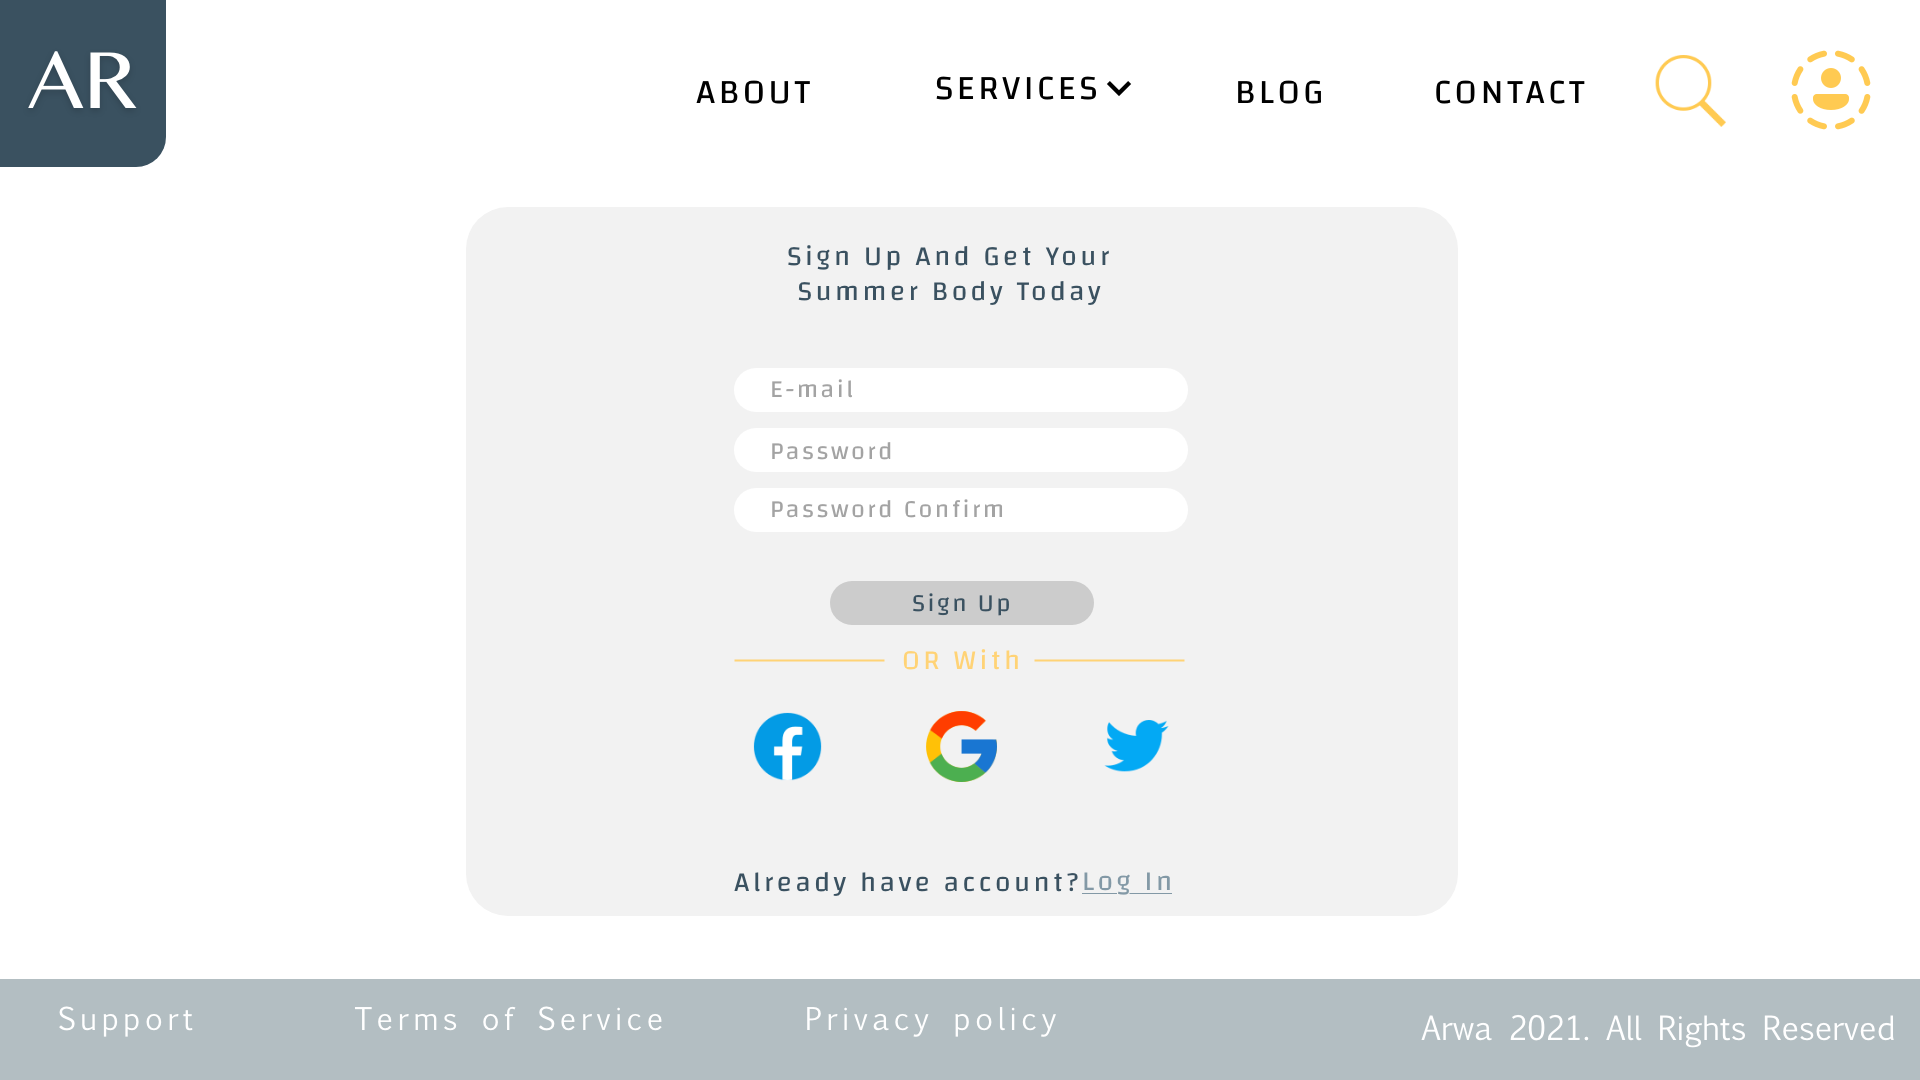 AR
ABOUT
SERVICES
BLOG
CONTACT
Sign Up And Get Your
Summer Body Today
E-mail
Password
Password Confirm
Sign Up
OR With
Already have account?Log In
Support
Terms of Service
Privacy policy
Arwa 2021. All Rights Reserved